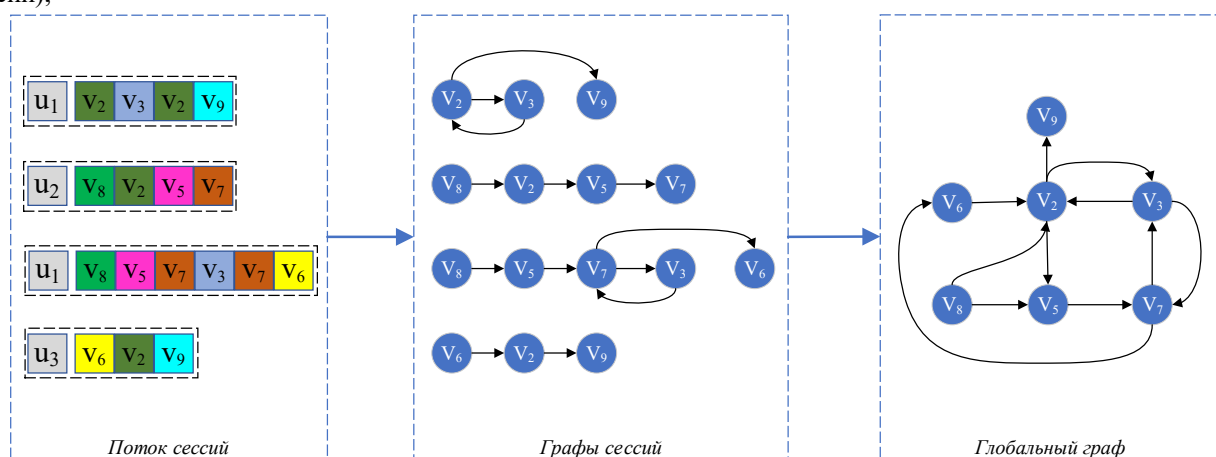 u1 v2 v3 v2 v9
u2 v8 v2 v5 v7
u1 v8 v5 v7 v3 v7 v6
u3 v6 v2 v9
Поток сессий
V2 V3 V9
V8 V2 V5 V7
V8 V5 V7 V3 V6
V6 V2 V9
Графы сессий
V9
V6 V2 V3
V8 V5 V7
Глобальный граф